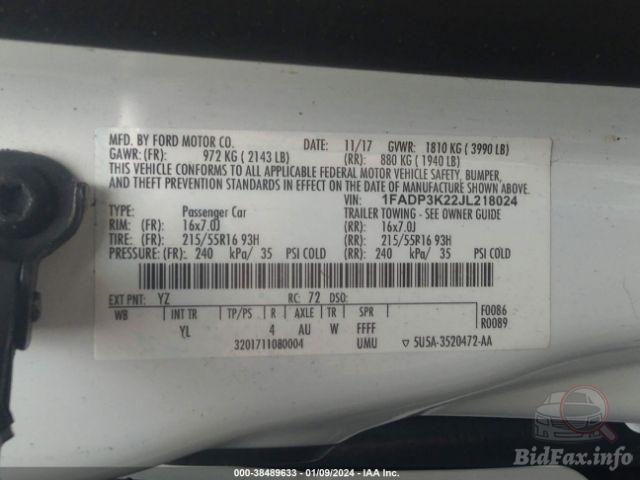 MFD. BY FORD MOTOR CO. DATE: 11/17 GVWR: 1810 KG ( 3990 LB)
GAWR: (FR): 972 KG ( 2143 LB) (RR): 880 KG ( 1940 LB)
THIS VEHICLE CONFORMS TO ALL APPLICABLE FEDERAL MOTOR VEHICLE SAFETY, BUMPER,
AND THEFT PREVENTION STANDARDS IN EFFECT ON THE DATE OF MANUFACTURE SHOWN ABOVE.
VIN: 1FADP3K22JL218024
TYPE: Passenger Car TRAILER TOWING - SEE OWNER GUIDE
RIM: (FR): 16x7.0J (RR): 16x7.0J
TIRE: (FR): 215/55R16 93H (RR): 215/55R16 93H
PRESSURE: (FR): 240 kPa/ 35 PSI COLD (RR): 240 kPa/ 35 PSI COLD
EXT PNT: YZ RC: 72 DSO:
WB INT TR TP/PS R AXLE TR SPR F0086
R0089
YL 4 AU W FFFF
3201711080004 UMU ▽ 5U5A-3520472-AA
000-38489633 - 01/09/2024 - IAA Inc.
BidFax.info